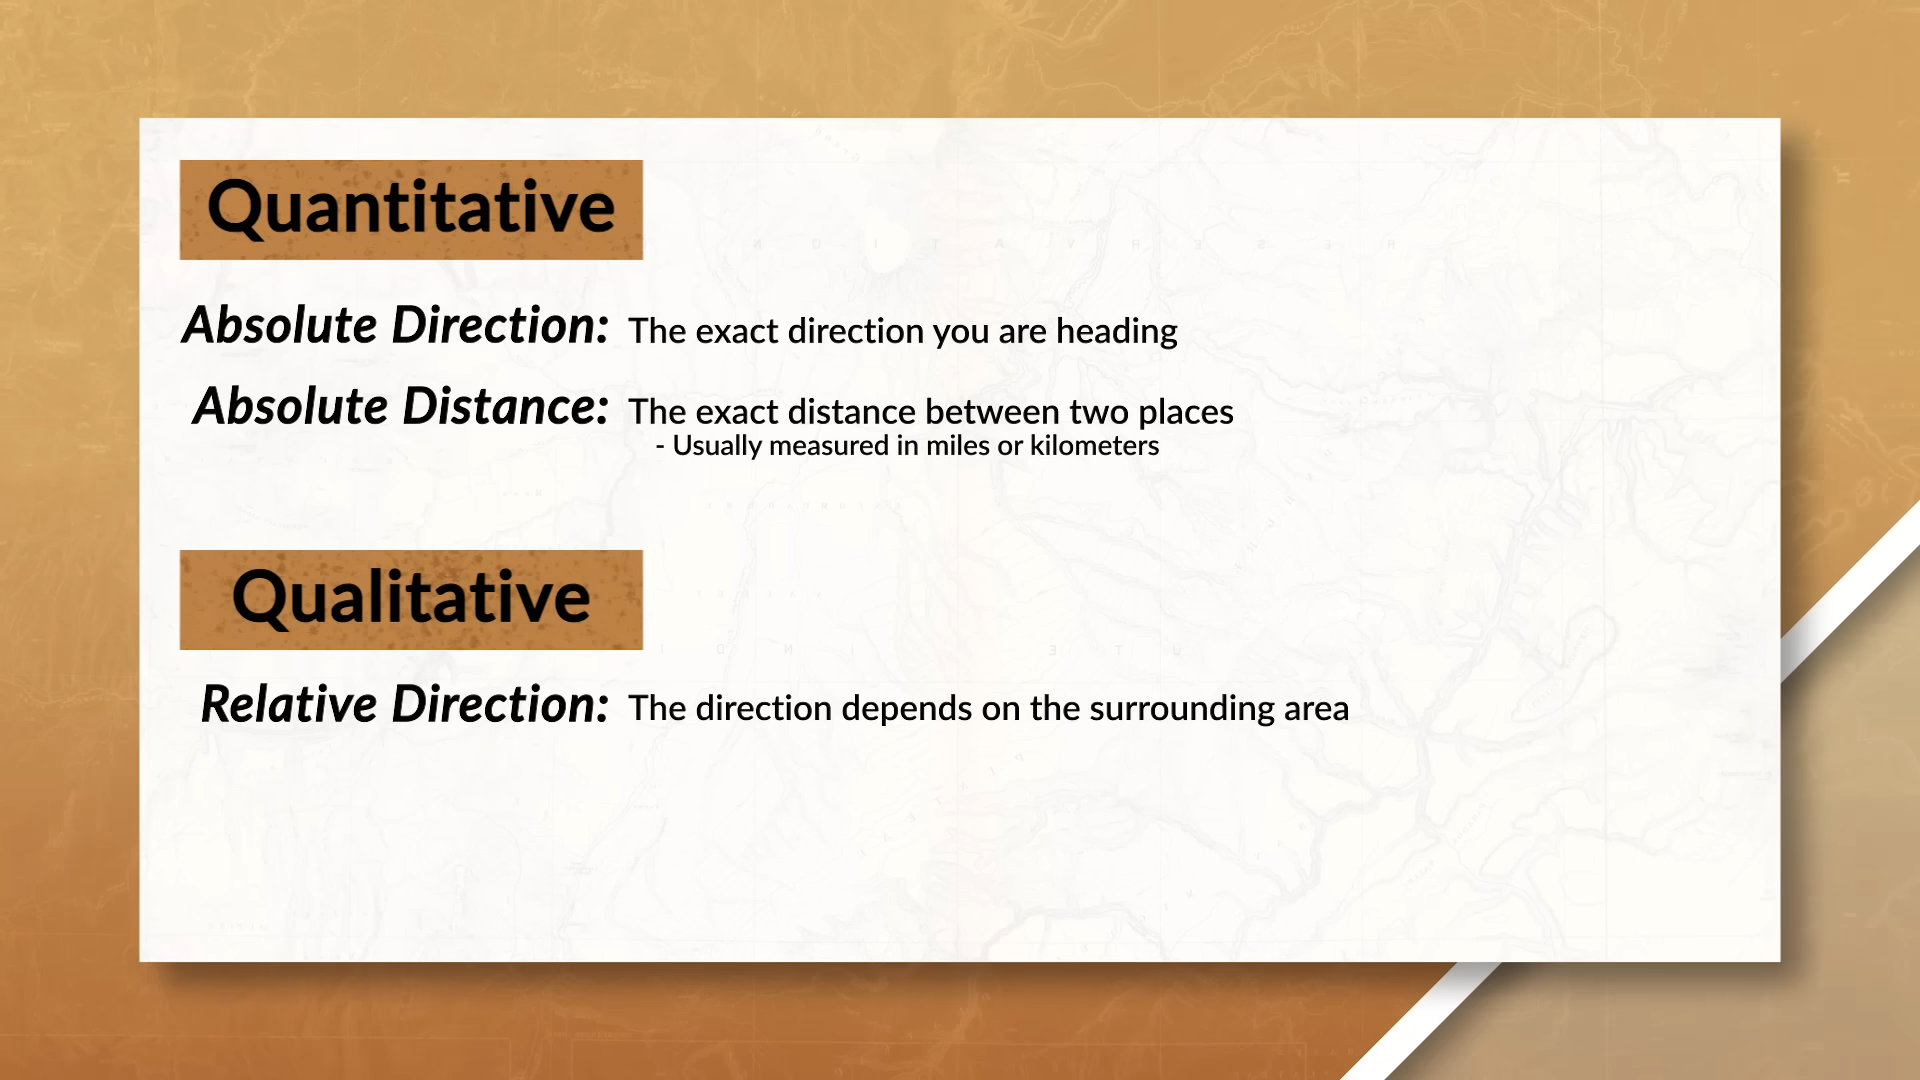 Quantitative
Absolute Direction: The exact direction you are heading
Absolute Distance: The exact distance between two places
- Usually measured in miles or kilometers
Qualitative
Relative Direction: The direction depends on the surrounding area